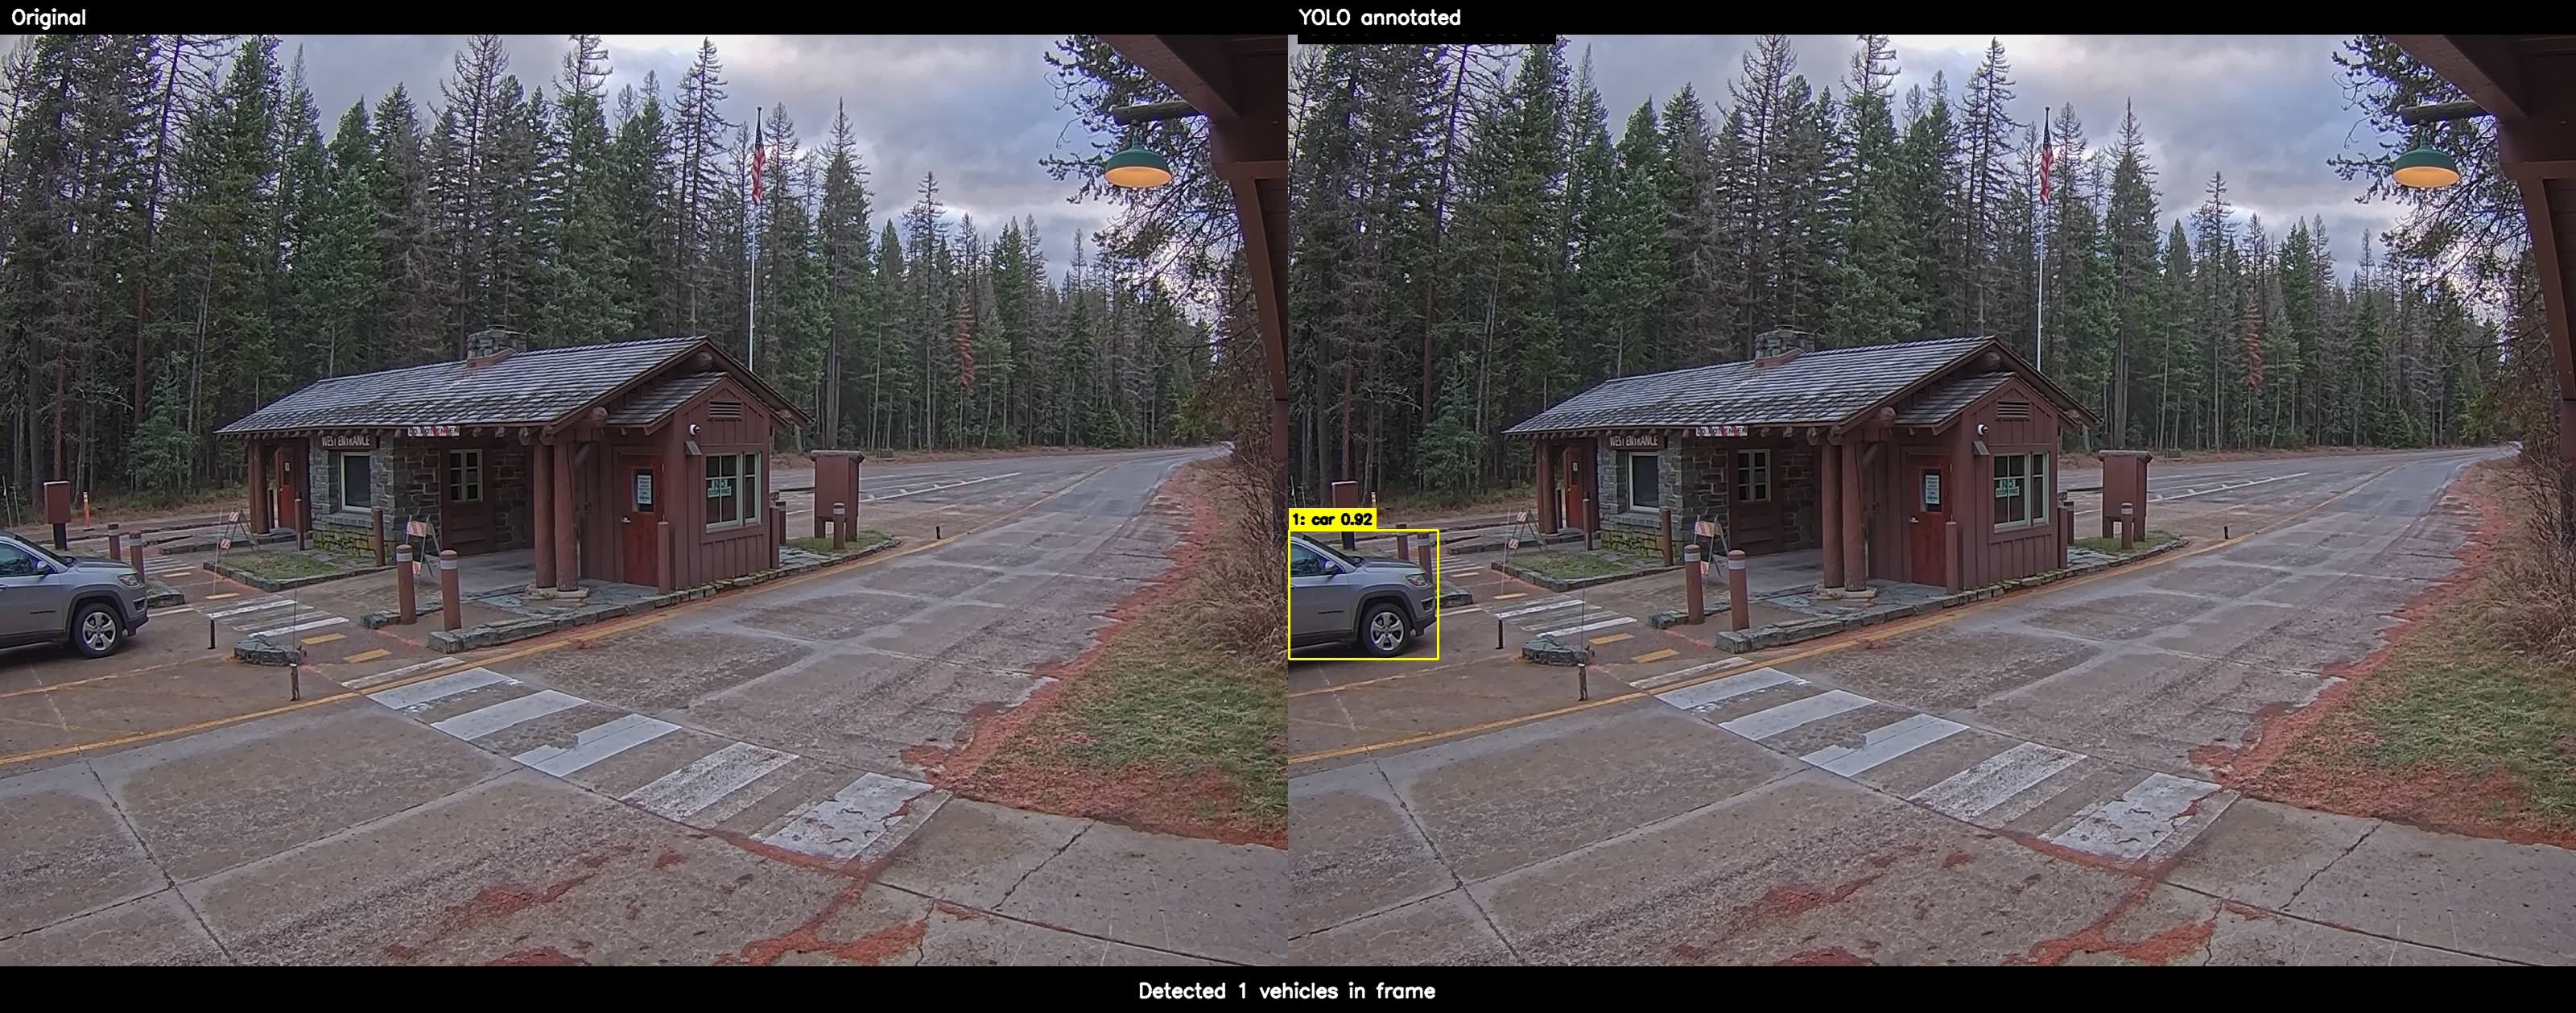 Original
YOLO annotated
WEST ENTRANCE
WEST ENTRANCE
1: car 0.92
Detected 1 vehicles in frame